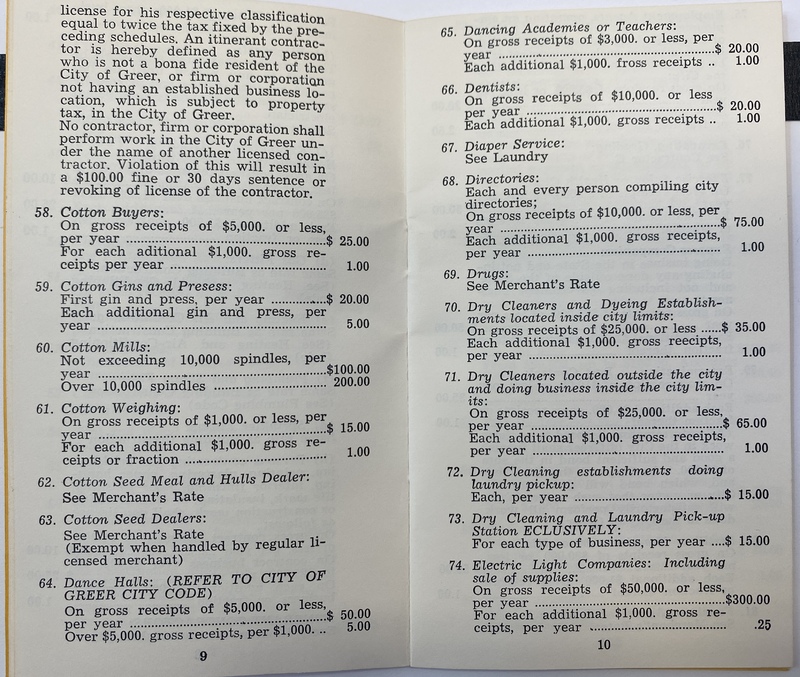 license for his respective classification
equal to twice the tax fixed by the pre-
ceding schedules. An itinerant contrac-
tor is hereby defined as any person
who is not a bona fide resident of the
City of Greer, or firm or corporation
not having an established business lo-
cation, which is subject to property
tax, in the City of Greer.
No contractor, firm or corporation shall
perform work in the City of Greer un-
der the name of another licensed con-
tractor. Violation of this will result in
a $100.00 fine or 30 days sentence or
revoking of license of the contractor.
58. Cotton Buyers:
On gross receipts of $5,000. or less,
per year ........................................$ 25.00
For each aditional $1,000. gross re-
ceipts per year ................................ 1.00
59. Cotton Gins and Presess:
First gin and press, per year ..............$ 20.00
Each additional gin and press, per
year ................................................ 5.00
60. Cotton Mills:
Not exceeding 10,000 spindles, per
year ................................................$100.00
Over 10,000 spindles ........................ 200.00
61. Cotton Weighing:
On gross receipts of $1,000. or less, per
year ................................................$ 15.00
For each additional $1,000. gross re-
ceipts or fraction ............................. 1.00
62. Cotton Seed Meal and Hulls Dealer:
See Merchant's Rate
63. Cotton Seed Dealers:
See Merchant's Rate
(Exempt when handled by regular li-
censed merchant)
64. Dance Halls: (REFER TO CITY OF
GREER CITY CODE)
On gross receipts of $5,000. or less,
per year ..........................................$ 50.00
Over $5,000. gross receipts, per $1,000. .. 5.00
9
65. Dancing Academies or Teachers:
On gross receipts of $3,000. or less, per
year ................................................$ 20.00
Each additional $1,000. fross receipts .. 1.00
66. Dentists:
On gross receipts of $10,000. or less
per year ..........................................$ 20.00
Each additional $1,000. gross receipts .. 1.00
67. Diaper Service:
See Laundry
68. Directories:
Each and every person compiling city
directories;
On gross receipts of $10,000. or less, per
year ................................................$ 75.00
Each additional $1,000. gross receipts,
per year .......................................... 1.00
69. Drugs:
See Merchant's Rate
70. Dry Cleaners and Dyeing Establish-
ments located inside city limits:
On gross receipts of $25,000. or less ......$ 35.00
Each additional $1,000. gross receipts,
per year .......................................... 1.00
71. Dry Cleaners located outside the city
and doing business inside the city lim-
its:
On gross receipts of $25,000. or less,
per year ..........................................$ 65.00
Each additional $1,000. gross receipts,
per year .......................................... 1.00
72. Dry Cleaning establishments doing
laundry pickup:
Each, per year ................................$ 15.00
73. Dry Cleaning and Laundry Pick-up
Station ECLUSIVELY:
For each type of business, per year ....$ 15.00
74. Electric Light Companies: Including
sale of supplies:
On gross receipts of $50,000. or less,
per year ..........................................$300.00
For each additional $1,000. gross re-
ceipts, per year ................................ .25
10